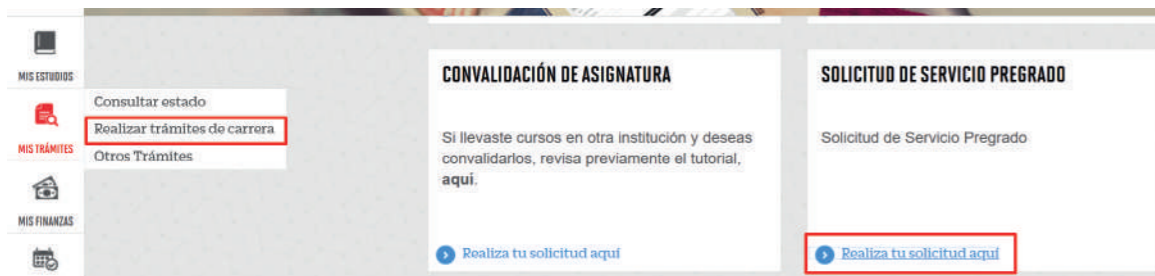 MIS ESTUDIOS
MIS TRÁMITES
MIS FINANZAS
Consultar estado
Realizar trámites de carrera
Otros Trámites
CONVALIDACIÓN DE ASIGNATURA
Si llevaste cursos en otra institución y deseas
convalidarlos, revisa previamente el tutorial,
aquí.
Realiza tu solicitud aquí
SOLICITUD DE SERVICIO PREGRADO
Solicitud de Servicio Pregrado
Realiza tu solicitud aquí